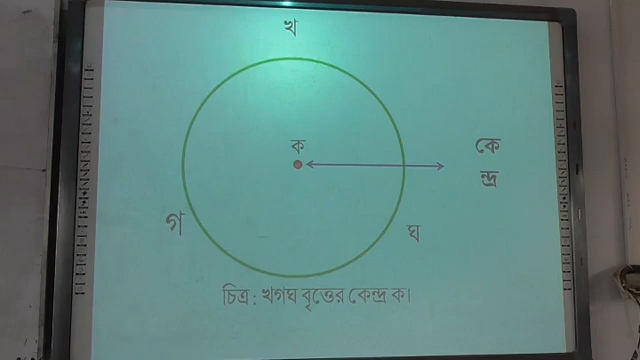 খ
ক
কে
ন্দ্র
গ
ঘ
চিত্র : খগঘ বৃত্তের কেন্দ্র ক।